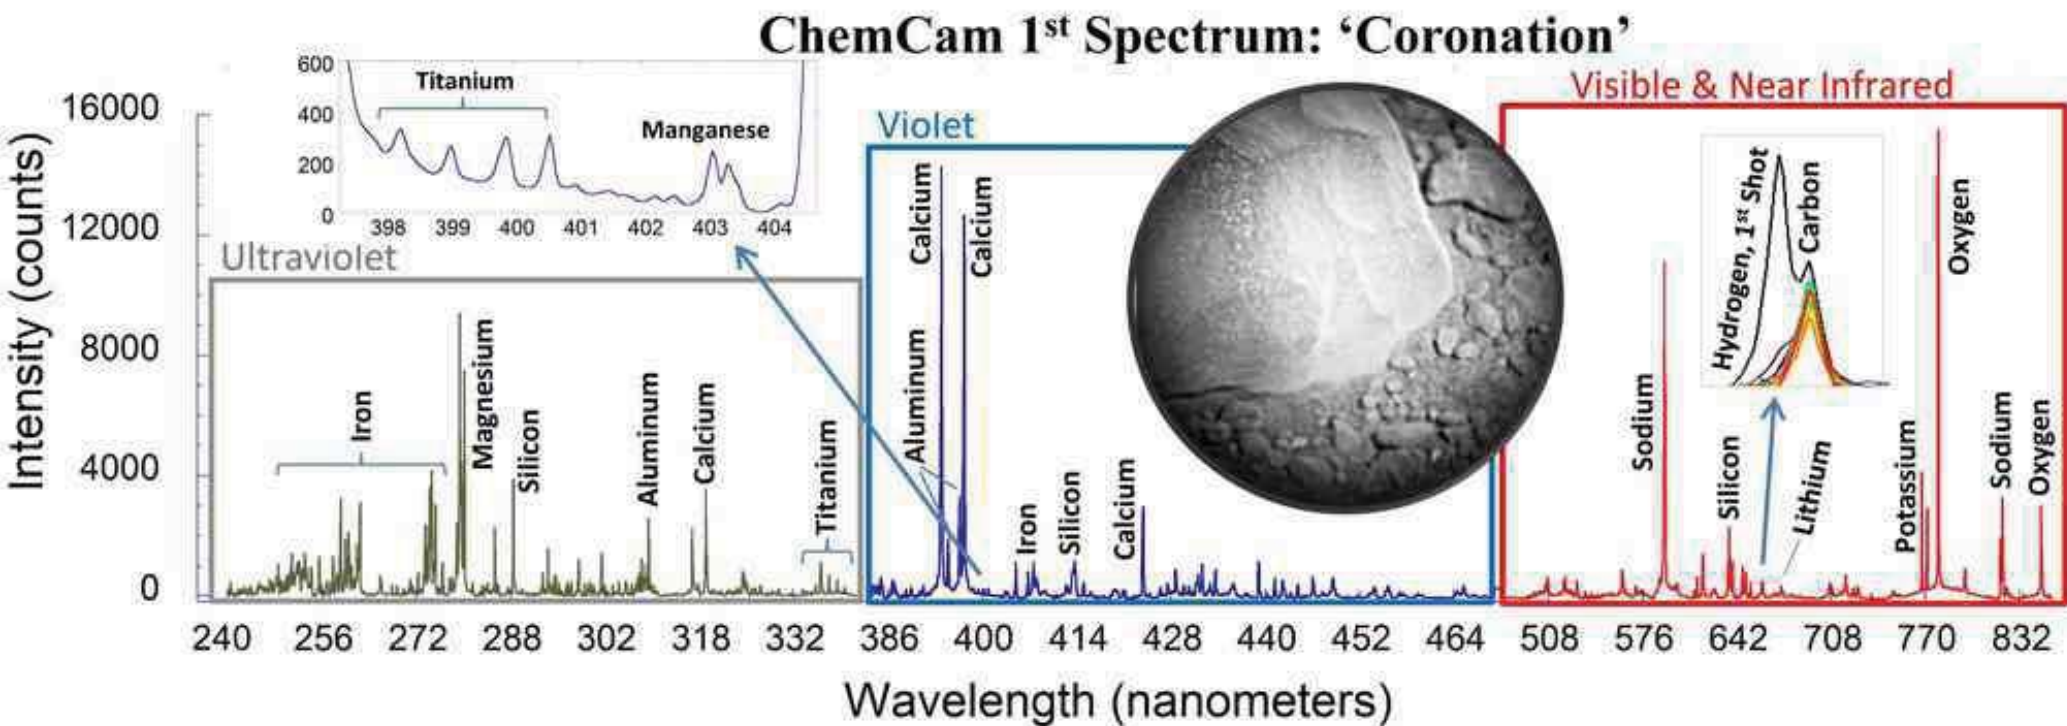 ChemCam 1st Spectrum: ‘Coronation’
600
400
200
0
Titanium
Manganese
398 399 400 401 402 403 404
Intensity (counts)
16000
12000
8000
4000
0
Ultraviolet
Iron
Magnesium
Silicon
Aluminum
Calcium
Titanium
Violet
Calcium
Calcium
Aluminum
Iron
Silicon
Calcium
Visible & Near Infrared
Hydrogen, 1st Shot
Carbon
Sodium
Silicon
Lithium
Potassium
Oxygen
Sodium
Oxygen
240 256 272 288 302 318 332 386 400 414 428 440 452 464 508 576 642 708 770 832
Wavelength (nanometers)